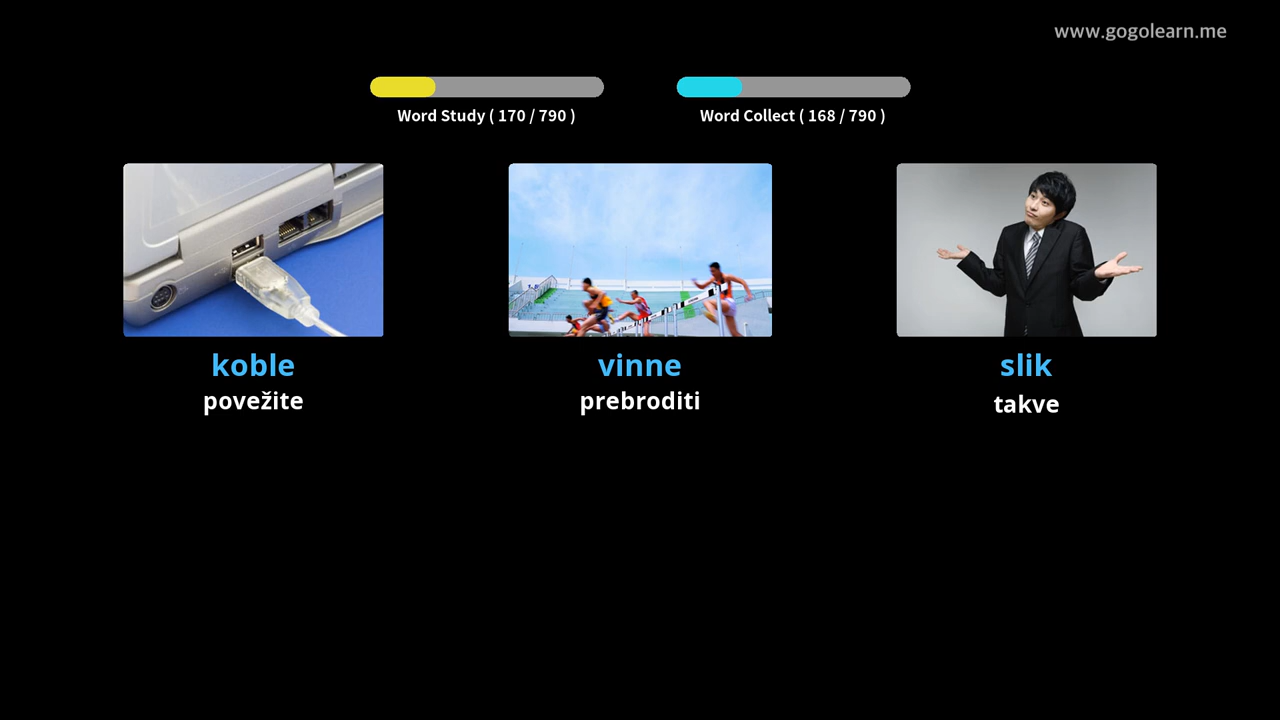 www.gogolearn.me
Word Study ( 170 / 790 )
Word Collect ( 168 / 790 )
koble
povežite
vinne
prebroditi
slik
takve